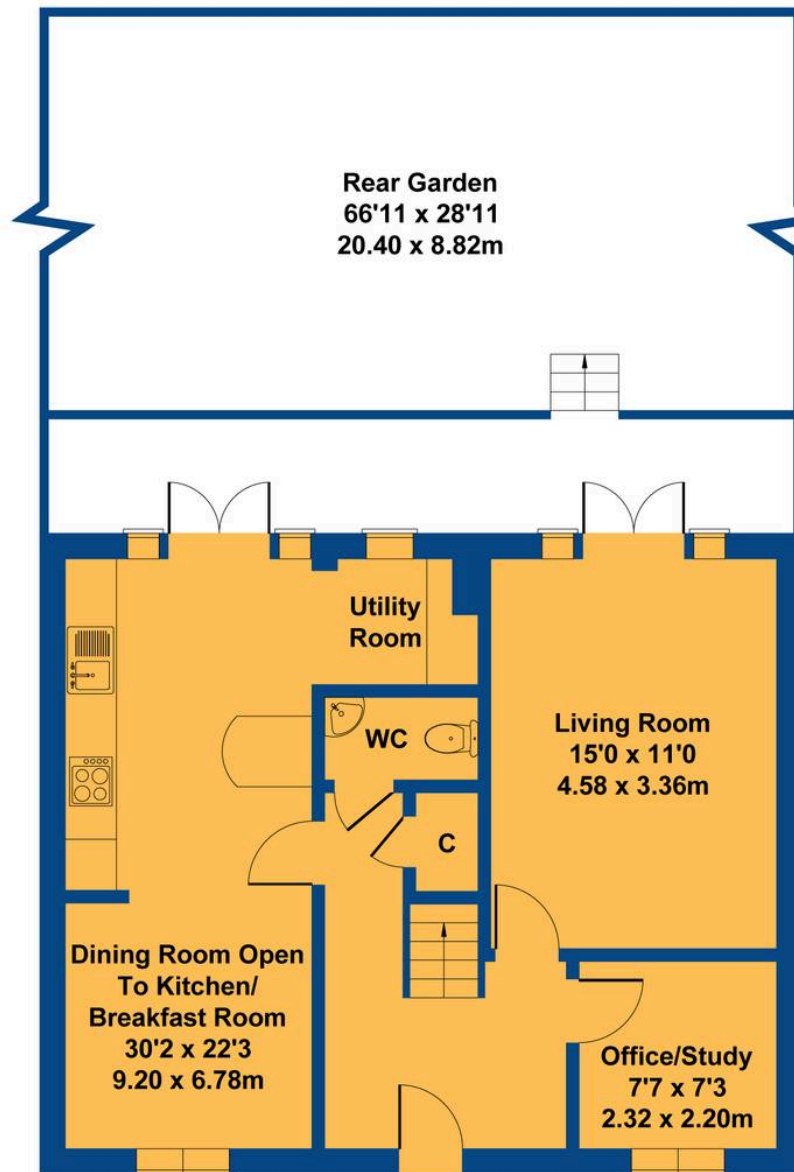 Rear Garden
66'11 x 28'11
20.40 x 8.82m
Utility
Room
WC
Living Room
15'0 x 11'0
4.58 x 3.36m
C
Dining Room Open
To Kitchen/
Breakfast Room
30'2 x 22'3
9.20 x 6.78m
Office/Study
7'7 x 7'3
2.32 x 2.20m